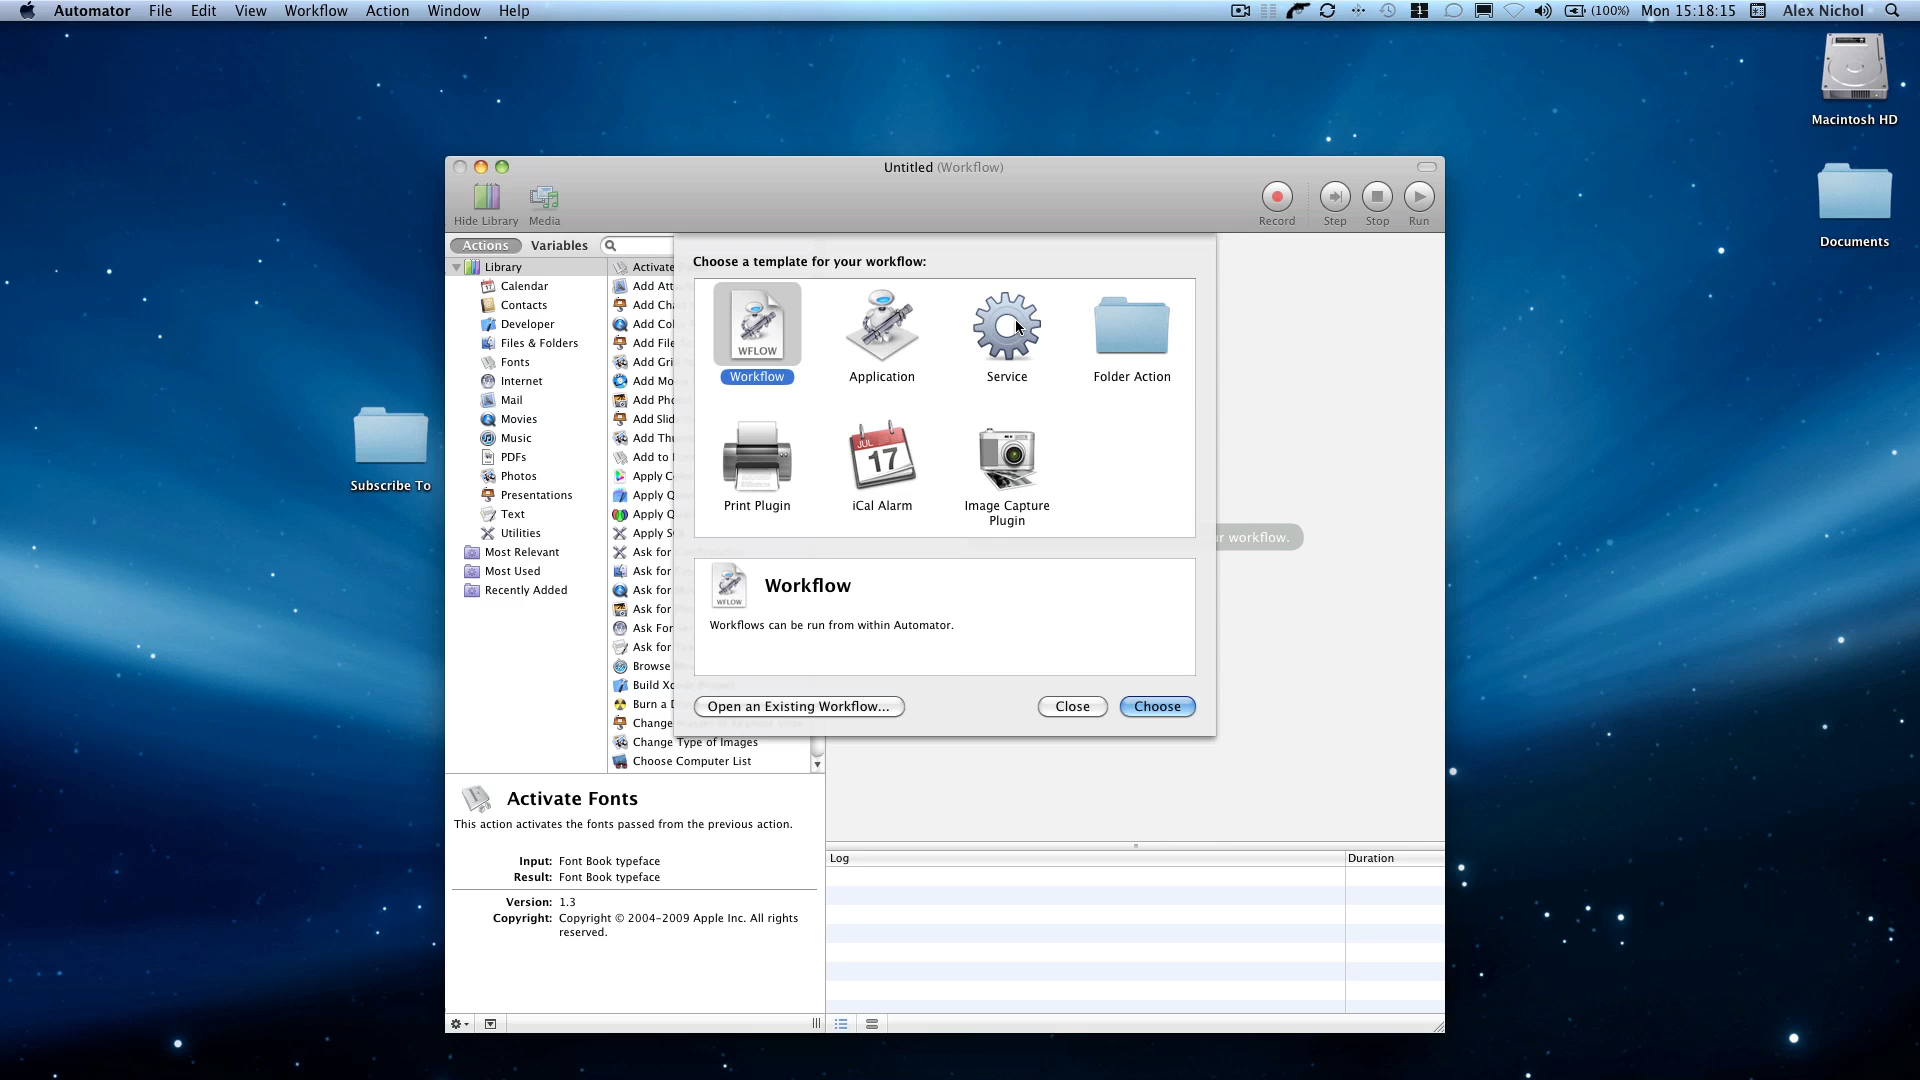 Automator File Edit View Workflow Action Window Help
1 (100%) Mon 15:18:15 Alex Nichol
Macintosh HD
Documents
Subscribe To
Untitled (Workflow)
Hide Library Media
Record Step Stop Run
Actions Variables
Library
Calendar
Contacts
Developer
Files & Folders
Fonts
Internet
Mail
Movies
Music
PDFs
Photos
Presentations
Text
Utilities
Most Relevant
Most Used
Recently Added
Activate
Add Att
Add Cha
Add Col
Add File
Add Gri
Add Mo
Add Pho
Add Slid
Add Thu
Add to
Apply C
Apply Q
Apply Q
Apply S
Ask for
Ask for
Ask for
Ask for
Ask For
Ask for
Browse
Build Xc
Burn a D
Change
Change Type of Images
Choose Computer List
Choose a template for your workflow:
WFLOW
Workflow
Application
Service
Folder Action
JUL
17
Print Plugin
iCal Alarm
Image Capture
Plugin
r workflow.
WFLOW
Workflow
Workflows can be run from within Automator.
Open an Existing Workflow... Close Choose
Activate Fonts
This action activates the fonts passed from the previous action.
Input: Font Book typeface
Result: Font Book typeface
Version: 1.3
Copyright: Copyright © 2004-2009 Apple Inc. All rights
reserved.
Log Duration